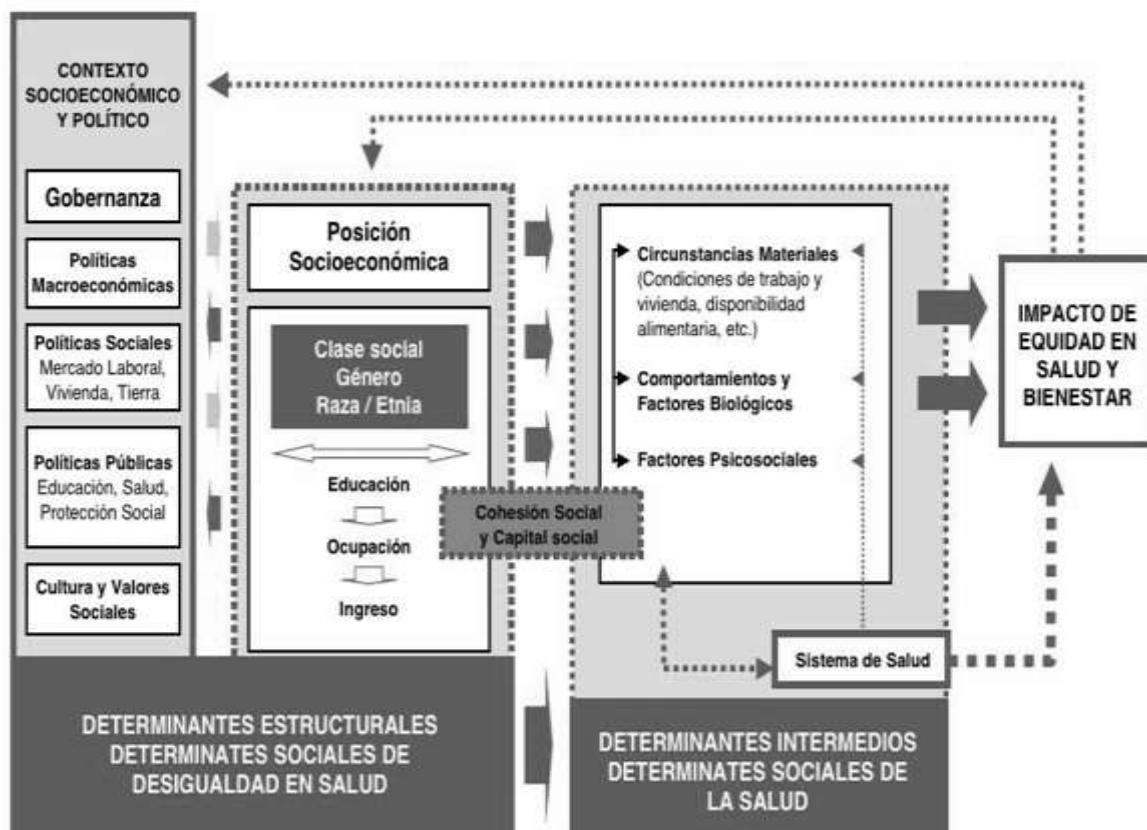 CONTEXTO
SOCIOECONÓMICO
Y POLÍTICO
Gobernanza
Políticas
Macroeconómicas
Políticas Sociales
Mercado Laboral,
Vivienda, Tierra
Políticas Públicas
Educación, Salud,
Protección Social
Cultura y Valores
Sociales
Posición
Socioeconómica
Clase social
Género
Raza / Etnia
Educación
Ocupación
Ingreso
Cohesión Social
y Capital social
Circunstancias Materiales
(Condiciones de trabajo y
vivienda, disponibilidad
alimentaria, etc.)
Comportamientos y
Factores Biológicos
Factores Psicosociales
Sistema de Salud
IMPACTO DE
EQUIDAD EN
SALUD Y
BIENESTAR
DETERMINANTES ESTRUCTURALES
DETERMINATES SOCIALES DE
DESIGUALDAD EN SALUD
DETERMINANTES INTERMEDIOS
DETERMINATES SOCIALES DE
LA SALUD